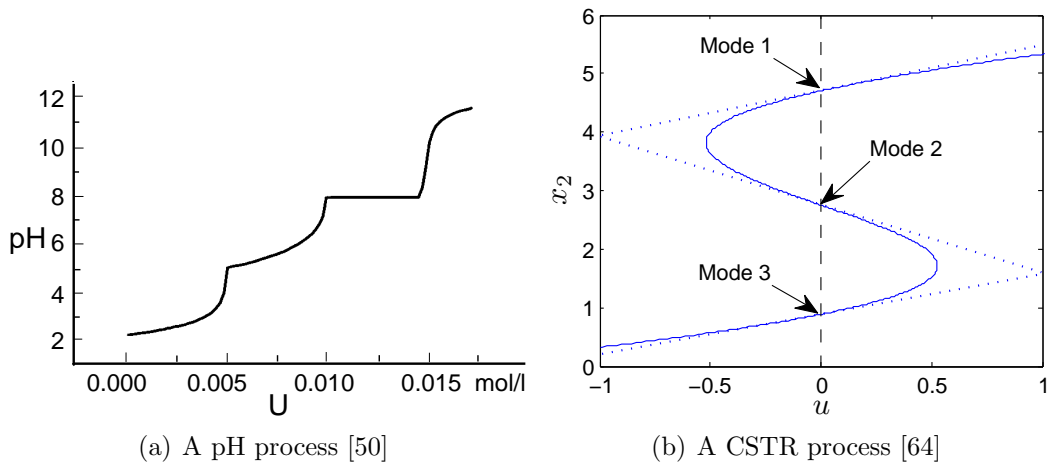 12
10
8
6
4
2
pH
0.000
0.005
0.010
0.015
mol/l
U
(a) A pH process [50]
6
5
4
3
2
1
0
x2
Mode 1
Mode 2
Mode 3
−1
−0.5
0
0.5
1
u
(b) A CSTR process [64]